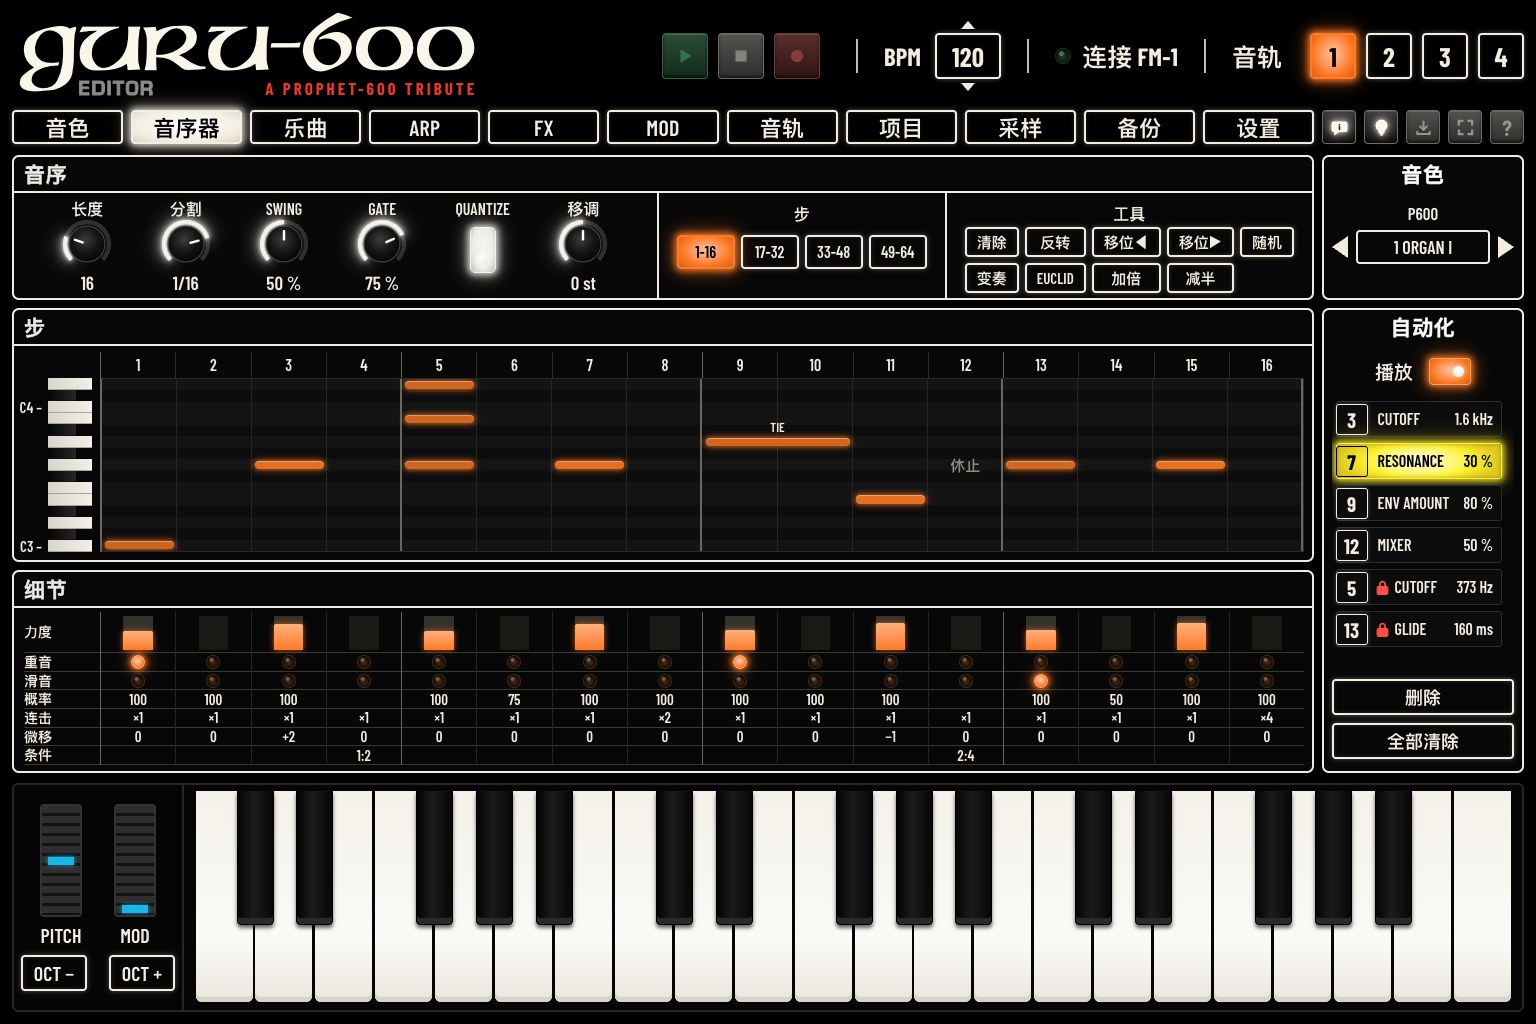 guru-600
EDITOR
A PROPHET-600 TRIBUTE
BPM 120 连接 FM-1 音轨 1 2 3 4
音色 音序器 乐曲 ARP FX MOD 音轨 项目 采样 备份 设置 ?
音序
长度 分割 SWING GATE QUANTIZE 移调
16 1/16 50 % 75 % 0 st
步
1-16 17-32 33-48 49-64
工具
清除 反转 移位◀ 移位▶ 随机
变奏 EUCLID 加倍 减半
音色
P600
1 ORGAN I
步
1 2 3 4 5 6 7 8 9 10 11 12 13 14 15 16
C4 –
TIE
休止
C3 –
自动化
播放
3 CUTOFF 1.6 kHz
7 RESONANCE 30 %
9 ENV AMOUNT 80 %
12 MIXER 50 %
5 CUTOFF 373 Hz
13 GLIDE 160 ms
删除
全部清除
细节
力度
重音
滑音
概率 100 100 100 100 75 100 100 100 100 100 100 50 100 100
连击 ×1 ×1 ×1 ×1 ×1 ×1 ×1 ×2 ×1 ×1 ×1 ×1 ×1 ×1 ×1 ×4
微移 0 0 +2 0 0 0 0 0 0 0 −1 0 0 0 0 0
条件 1:2 2:4
PITCH MOD
OCT − OCT +